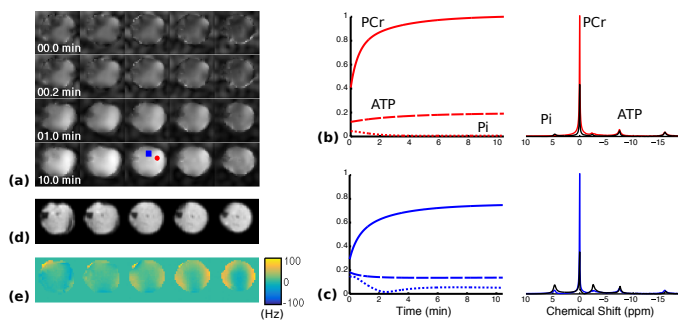 00.0 min
00.2 min
01.0 min
10.0 min
(a)
(d)
(e)
100
0
-100
(Hz)
1
0.8
0.6
0.4
0.2
0
0 2 4 6 8 10
PCr
ATP
Pi
(b)
PCr
Pi
ATP
10 5 0 −5 −10 −15
1
0.8
0.6
0.4
0.2
0
0 2 4 6 8 10
Time (min)
(c)
10 5 0 −5 −10 −15
Chemical Shift (ppm)